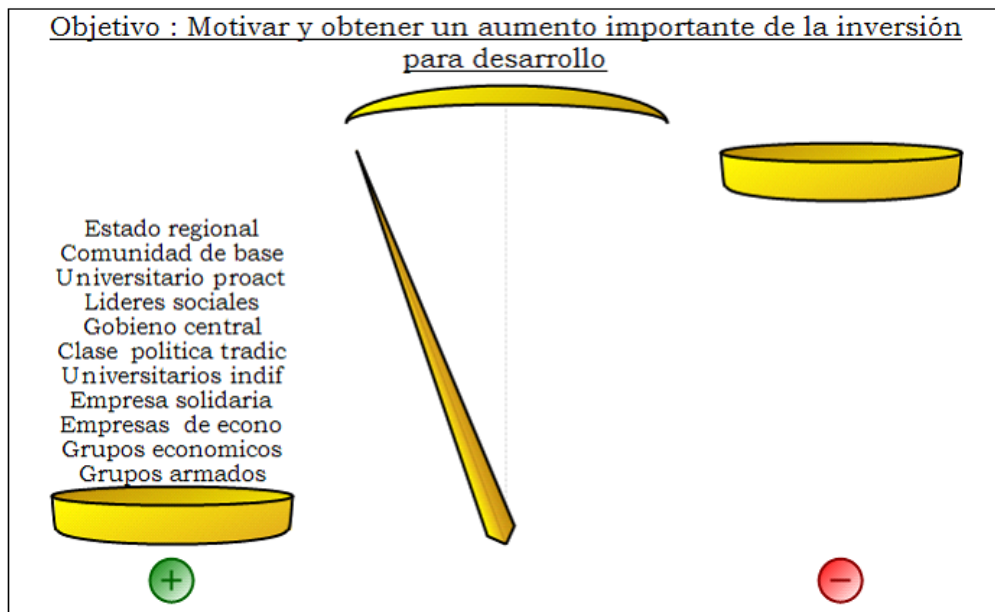 Objetivo : Motivar y obtener un aumento importante de la inversión
para desarrollo
Estado regional
Comunidad de base
Universitario proact
Lideres sociales
Gobieno central
Clase politica tradic
Universitarios indif
Empresa solidaria
Empresas de econo
Grupos economicos
Grupos armados
+
−